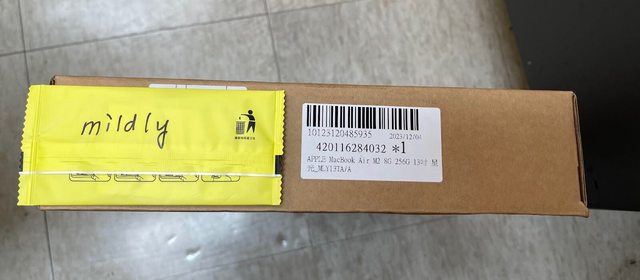 mildly
10123120485935 2023/12/04
420116284032 *1
APPLE MacBook Air M2 8G 256G 13吋 星
光_MLY13TA/A